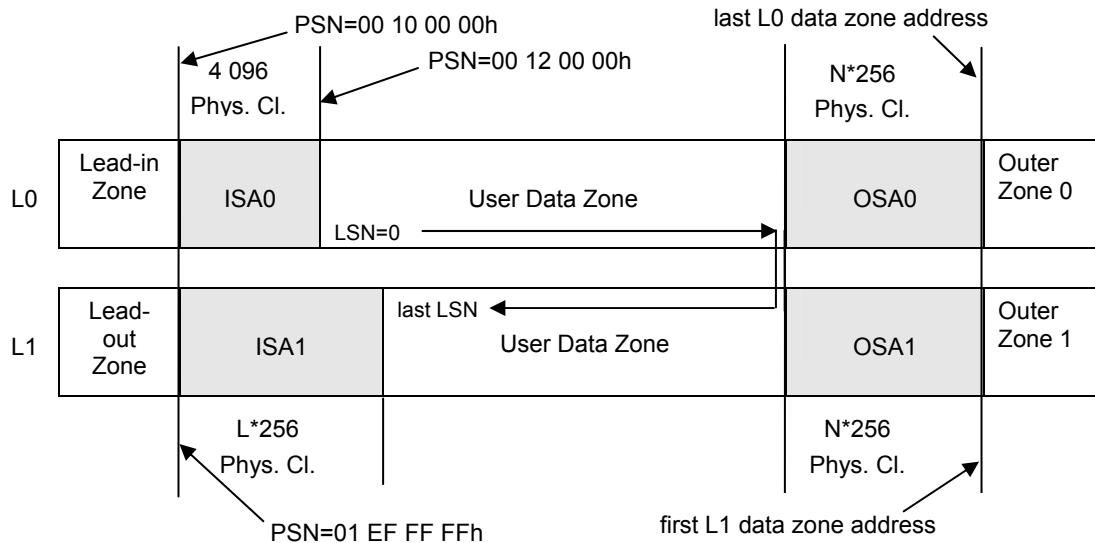 PSN=00 10 00 00h
last L0 data zone address
4 096
Phys. Cl.
PSN=00 12 00 00h
N*256
Phys. Cl.
L0
Lead-in
Zone
ISA0
User Data Zone
OSA0
Outer
Zone 0
LSN=0
L1
Lead-
out
Zone
ISA1
last LSN
User Data Zone
OSA1
Outer
Zone 1
L*256
Phys. Cl.
N*256
Phys. Cl.
PSN=01 EF FF FFh
first L1 data zone address